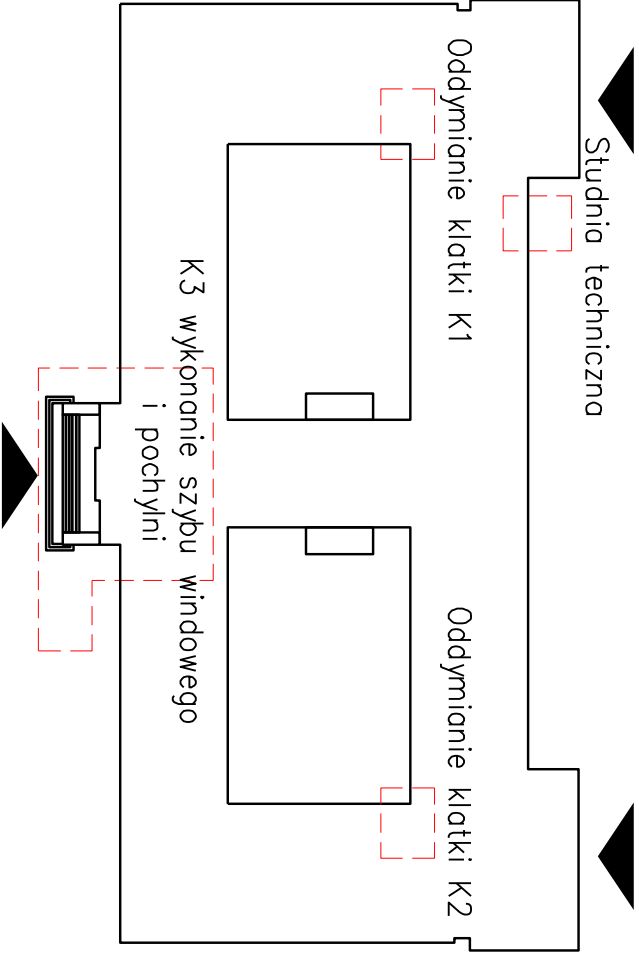 Studnia techniczna
Oddymianie klatki K1
Oddymianie klatki K2
K3 wykonanie szybu windowego
i pochylni